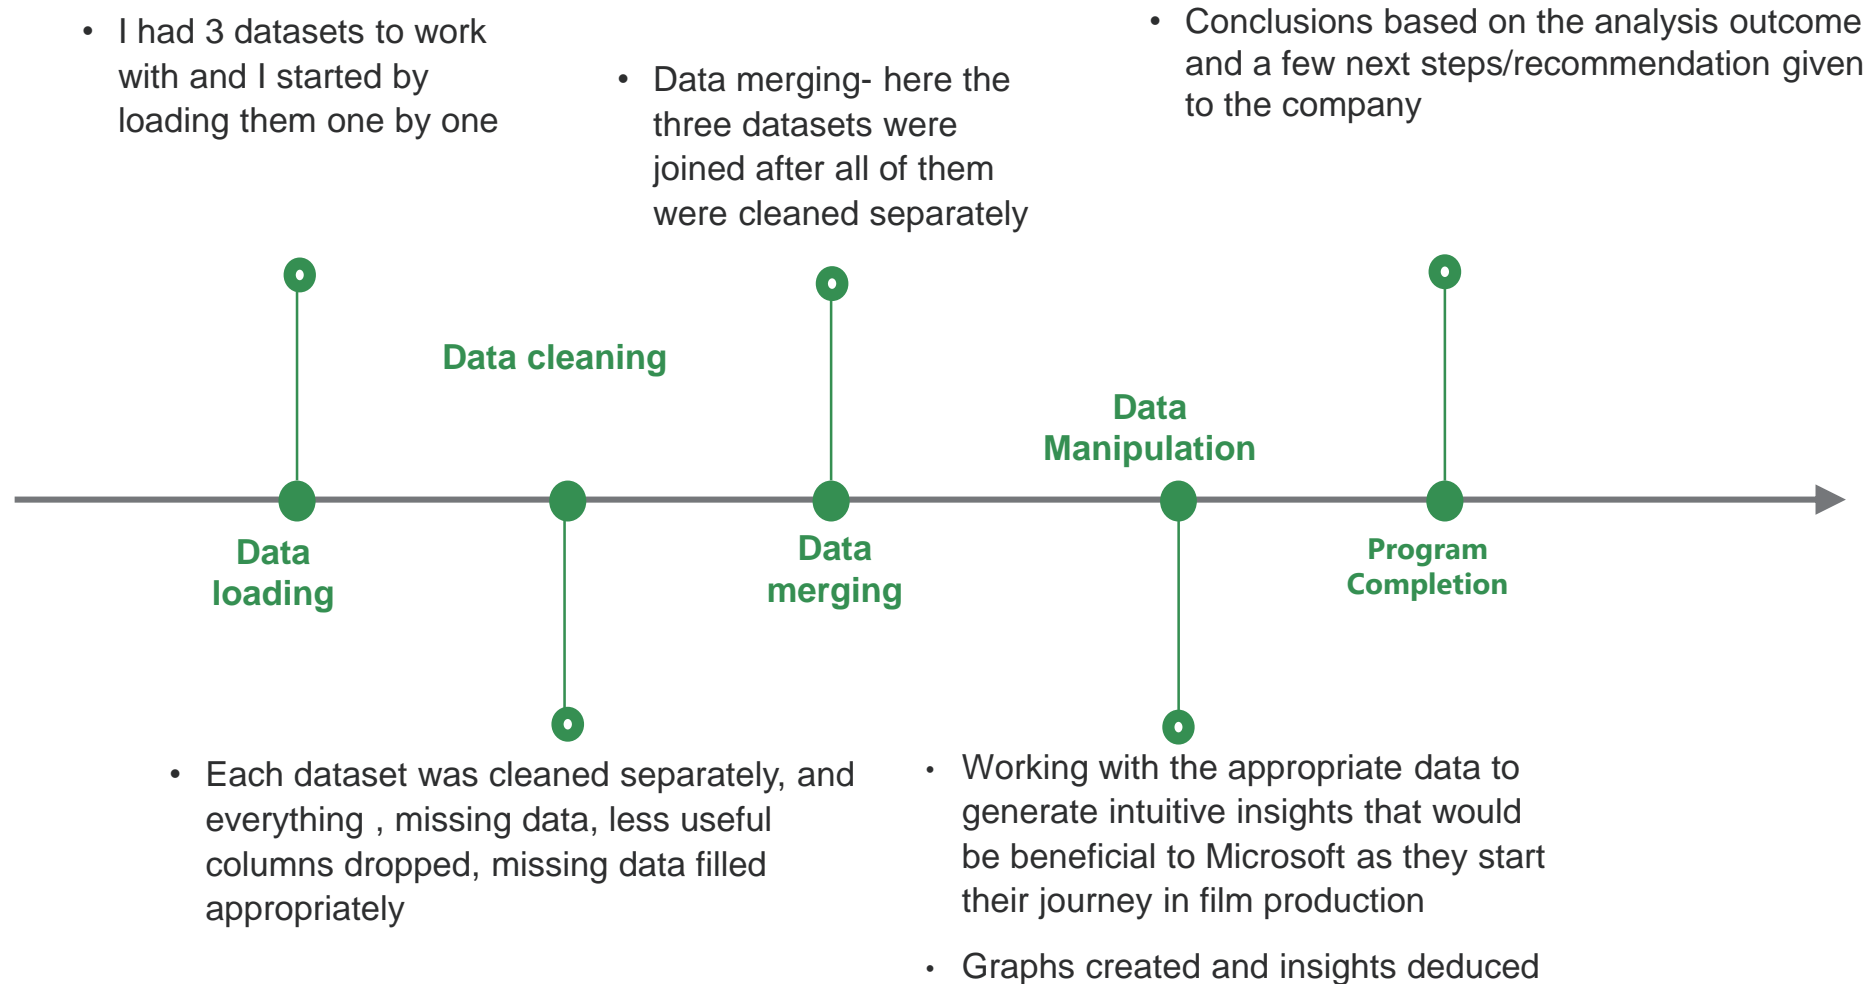 • I had 3 datasets to work
with and I started by
loading them one by one
• Data merging- here the
three datasets were
joined after all of them
were cleaned separately
• Conclusions based on the analysis outcome
and a few next steps/recommendation given
to the company
Data cleaning
Data
Manipulation
Data
loading
Data
merging
Program
Completion
• Each dataset was cleaned separately, and
everything , missing data, less useful
columns dropped, missing data filled
appropriately
• Working with the appropriate data to
generate intuitive insights that would
be beneficial to Microsoft as they start
their journey in film production
• Graphs created and insights deduced